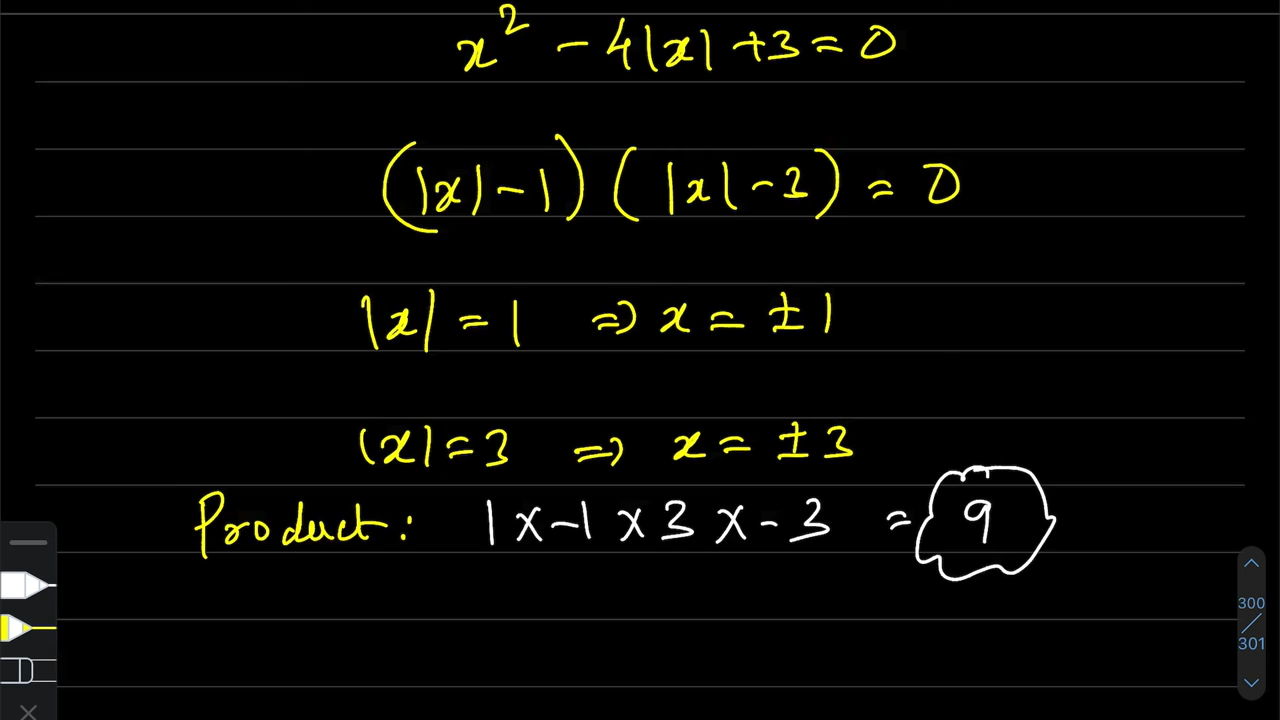 x² - 4|x| + 3 = 0
(|x| - 1) (|x| - 3) = 0
|x| = 1 ⇒ x = ± 1
|x| = 3 ⇒ x = ± 3
Product: 1 x -1 x 3 x -3 = 9
300
301